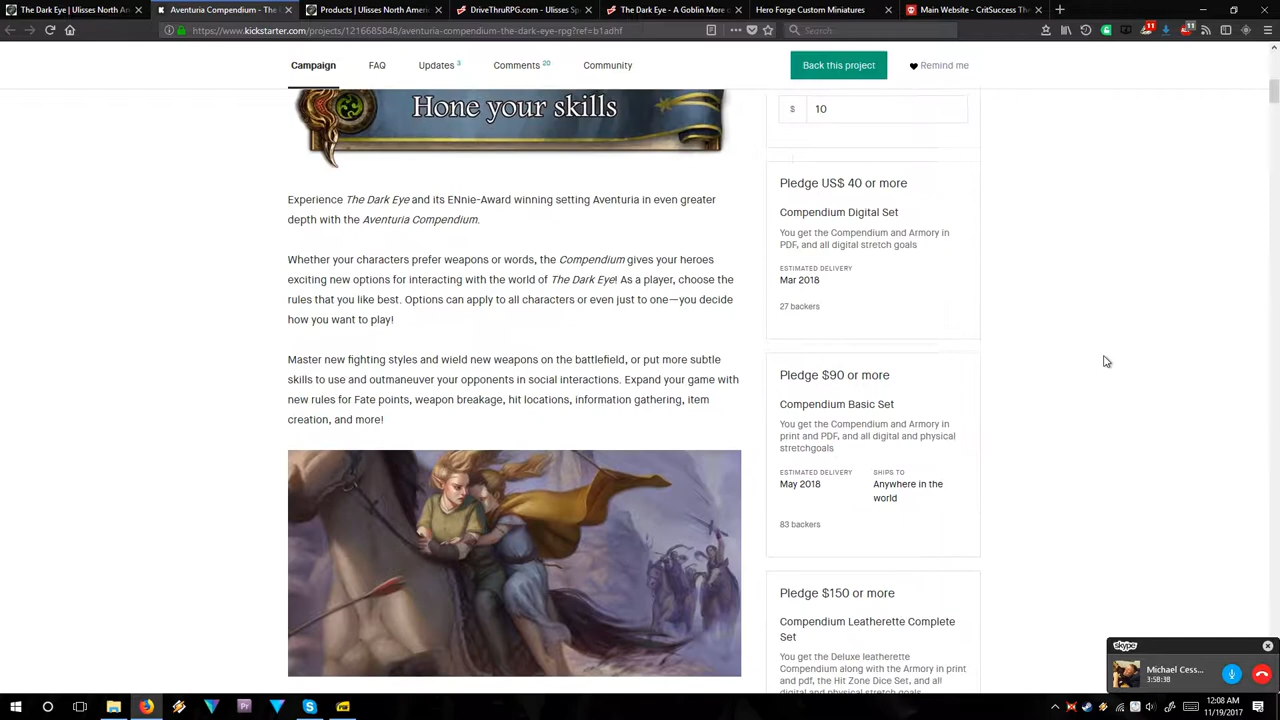 The Dark Eye | Ulisses North Am
Aventuria Compendium - The
Products | Ulisses North Ameri
DriveThruRPG.com - Ulisses Sp
The Dark Eye - A Goblin More o
Hero Forge Custom Miniatures
Main Website – CritSuccess Th
https://www.kickstarter.com/projects/1216685848/aventuria-compendium-the-dark-eye-rpg?ref=b1adhf
Search
11
11
Campaign
FAQ
Updates 3
Comments 20
Community
Back this project
Remind me
Hone your skills
$
10
Experience The Dark Eye and its ENnie-Award winning setting Aventuria in even greater
depth with the Aventuria Compendium.
Whether your characters prefer weapons or words, the Compendium gives your heroes
exciting new options for interacting with the world of The Dark Eye! As a player, choose the
rules that you like best. Options can apply to all characters or even just to one—you decide
how you want to play!
Master new fighting styles and wield new weapons on the battlefield, or put more subtle
skills to use and outmaneuver your opponents in social interactions. Expand your game with
new rules for Fate points, weapon breakage, hit locations, information gathering, item
creation, and more!
Pledge US$ 40 or more
Compendium Digital Set
You get the Compendium and Armory in
PDF, and all digital stretch goals
ESTIMATED DELIVERY
Mar 2018
27 backers
Pledge $90 or more
Compendium Basic Set
You get the Compendium and Armory in
print and PDF, and all digital and physical
stretchgoals
ESTIMATED DELIVERY
SHIPS TO
May 2018
Anywhere in the
world
83 backers
Pledge $150 or more
Compendium Leatherette Complete
Set
You get the Deluxe leatherette
Compendium along with the Armory in print
and pdf, the Hit Zone Dice Set, and all
digital and physical stretch goals
skype
Michael Cess...
3:58:38
Pr
12:08 AM
11/19/2017